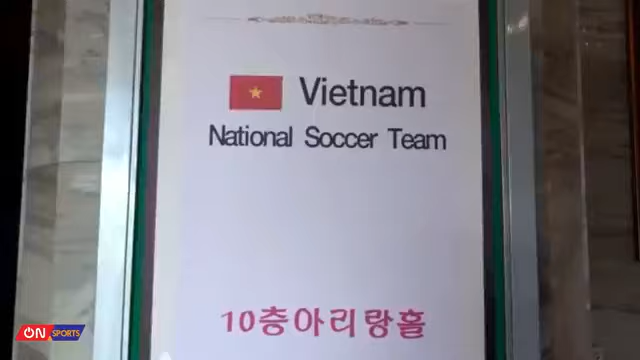 Vietnam
National Soccer Team
10층아리랑홀
ON SPORTS